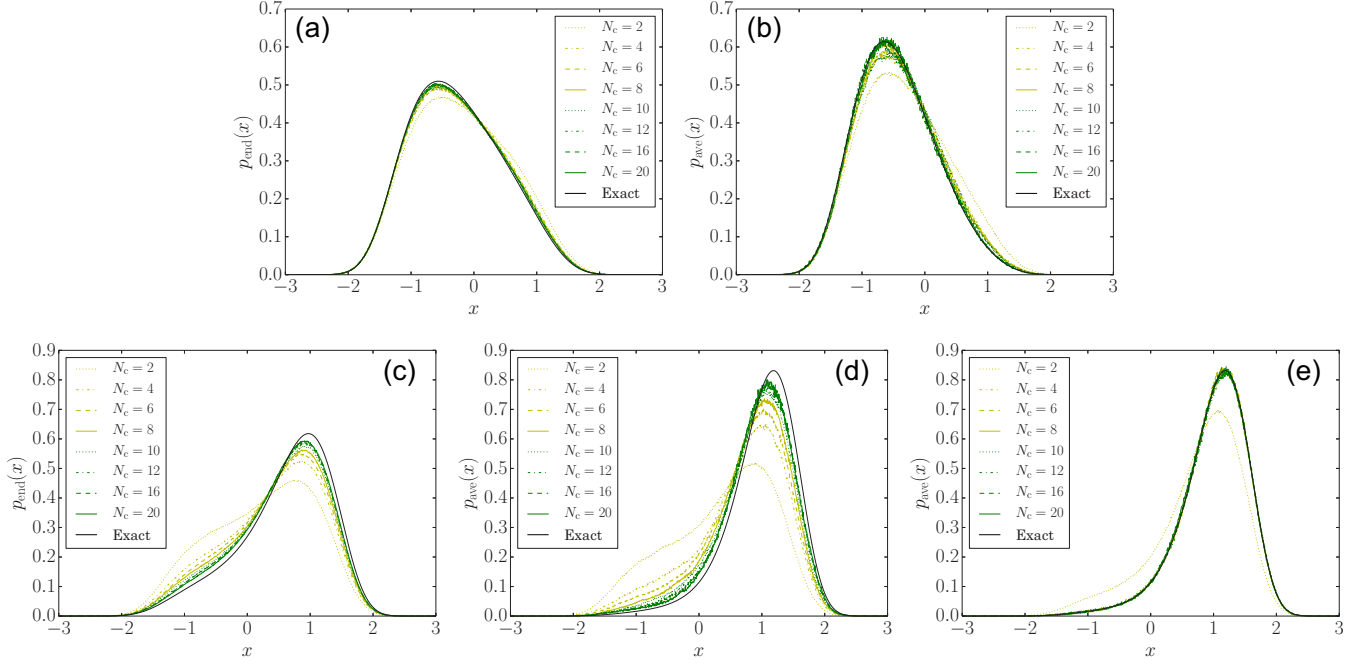 (a)
p_end(x)
0.7
0.6
0.5
0.4
0.3
0.2
0.1
0.0
−3 −2 −1 0 1 2 3
x
N_c = 2
N_c = 4
N_c = 6
N_c = 8
N_c = 10
N_c = 12
N_c = 16
N_c = 20
Exact
(b)
p_ave(x)
0.7
0.6
0.5
0.4
0.3
0.2
0.1
0.0
−3 −2 −1 0 1 2 3
x
N_c = 2
N_c = 4
N_c = 6
N_c = 8
N_c = 10
N_c = 12
N_c = 16
N_c = 20
Exact
(c)
p_end(x)
0.9
0.8
0.7
0.6
0.5
0.4
0.3
0.2
0.1
0.0
−3 −2 −1 0 1 2 3
x
N_c = 2
N_c = 4
N_c = 6
N_c = 8
N_c = 10
N_c = 12
N_c = 16
N_c = 20
Exact
(d)
p_ave(x)
0.9
0.8
0.7
0.6
0.5
0.4
0.3
0.2
0.1
0.0
−3 −2 −1 0 1 2 3
x
N_c = 2
N_c = 4
N_c = 6
N_c = 8
N_c = 10
N_c = 12
N_c = 16
N_c = 20
Exact
(e)
p_ave(x)
0.9
0.8
0.7
0.6
0.5
0.4
0.3
0.2
0.1
0.0
−3 −2 −1 0 1 2 3
x
N_c = 2
N_c = 4
N_c = 6
N_c = 8
N_c = 10
N_c = 12
N_c = 16
N_c = 20
Exact